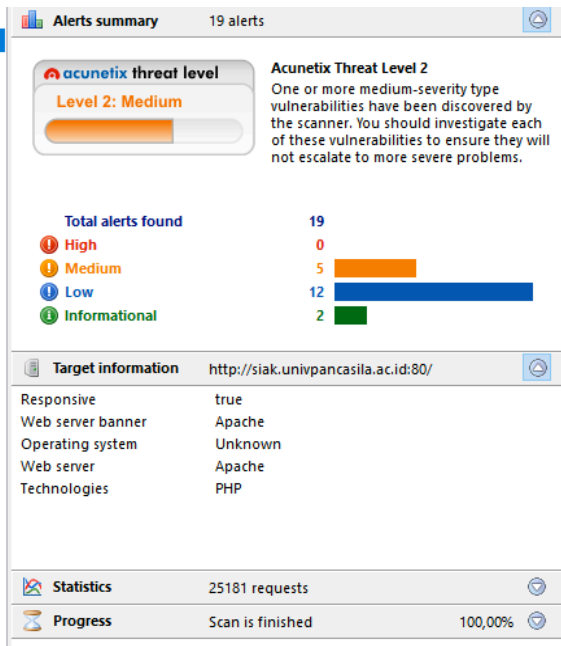 Alerts summary 19 alerts
acunetix threat level
Level 2: Medium
Acunetix Threat Level 2
One or more medium-severity type
vulnerabilities have been discovered by
the scanner. You should investigate each
of these vulnerabilities to ensure they will
not escalate to more severe problems.
Total alerts found 19
High 0
Medium 5
Low 12
Informational 2
Target information http://siak.univpancasila.ac.id:80/
Responsive true
Web server banner Apache
Operating system Unknown
Web server Apache
Technologies PHP
Statistics 25181 requests
Progress Scan is finished 100,00%